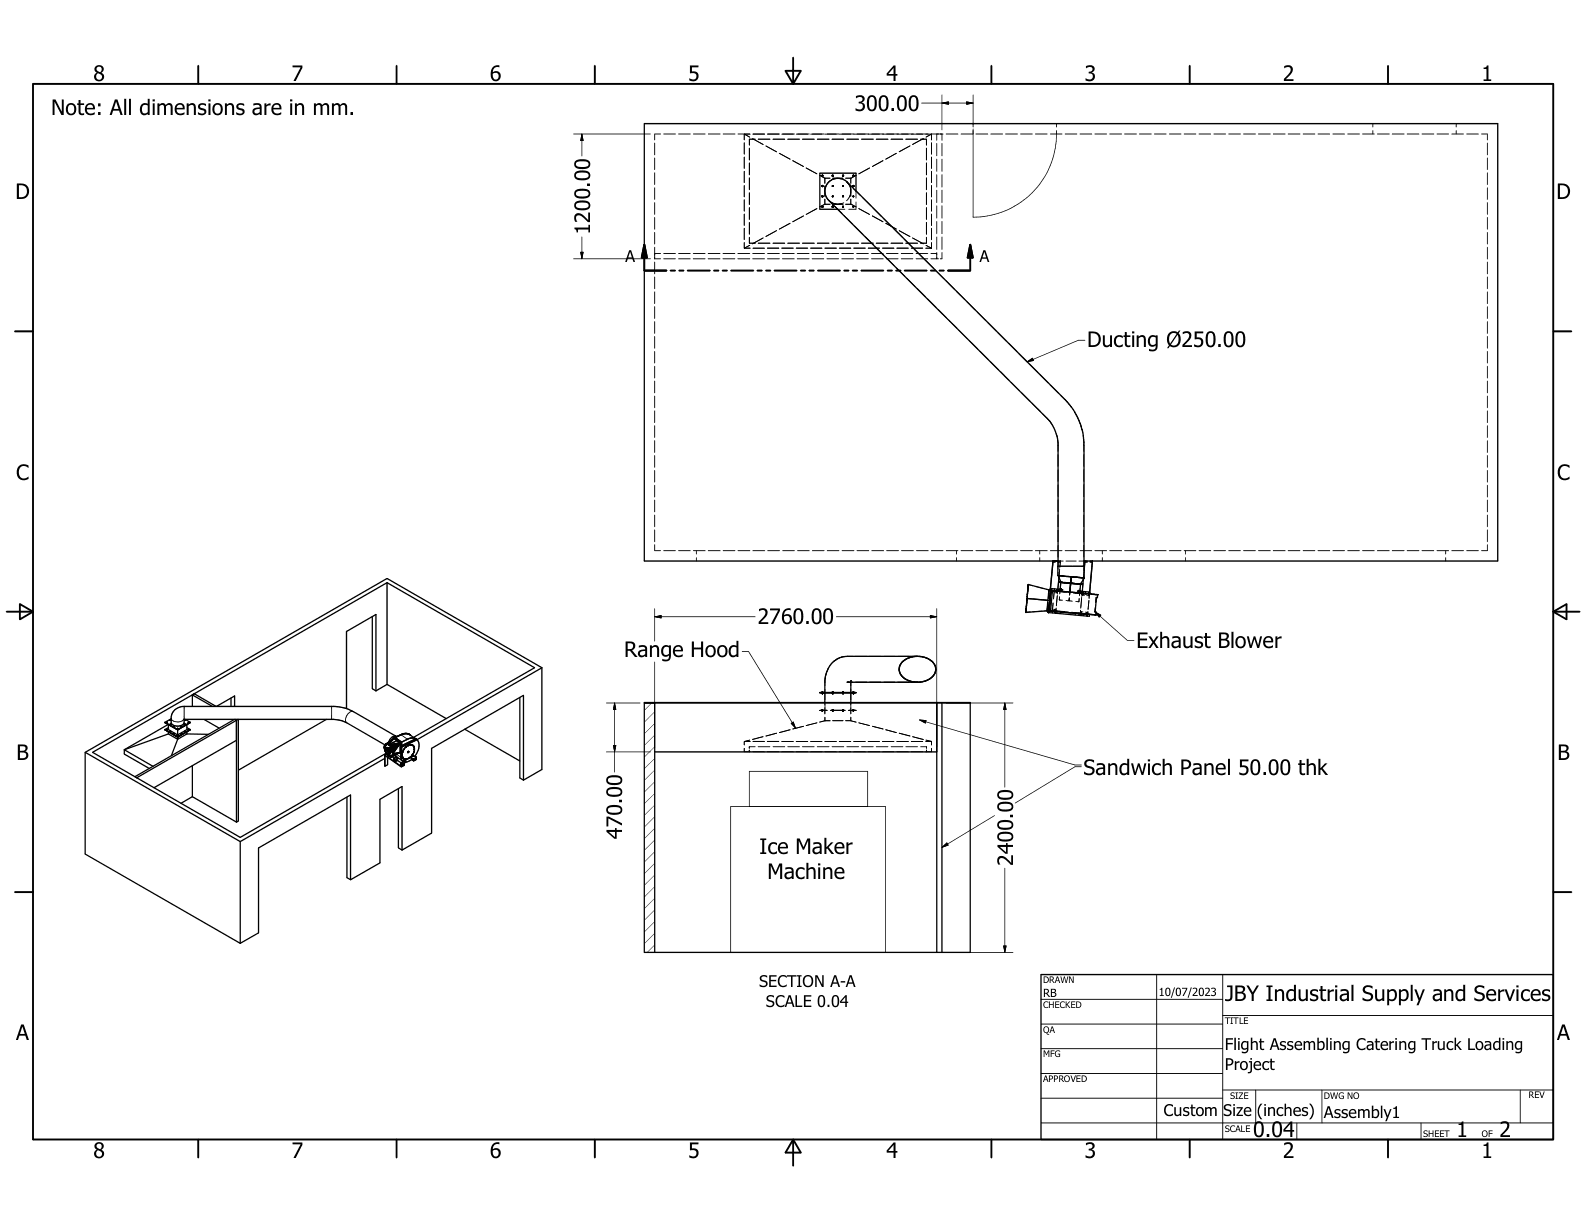 8 7 6 5 4 3 2 1
Note: All dimensions are in mm.
300.00
D D
1200.00
A A
Ducting Ø250.00
C C
Exhaust Blower
2760.00
Range Hood
B B
Sandwich Panel 50.00 thk
470.00
2400.00
Ice Maker
Machine
SECTION A-A
SCALE 0.04
A A
DRAWN
RB
10/07/2023
JBY Industrial Supply and Services
CHECKED
QA
MFG
APPROVED
TITLE
Flight Assembling Catering Truck Loading
Project
SIZE
Custom Size (inches)
DWG NO
Assembly1
REV
SCALE 0.04
SHEET 1 OF 2
8 7 6 5 4 3 2 1